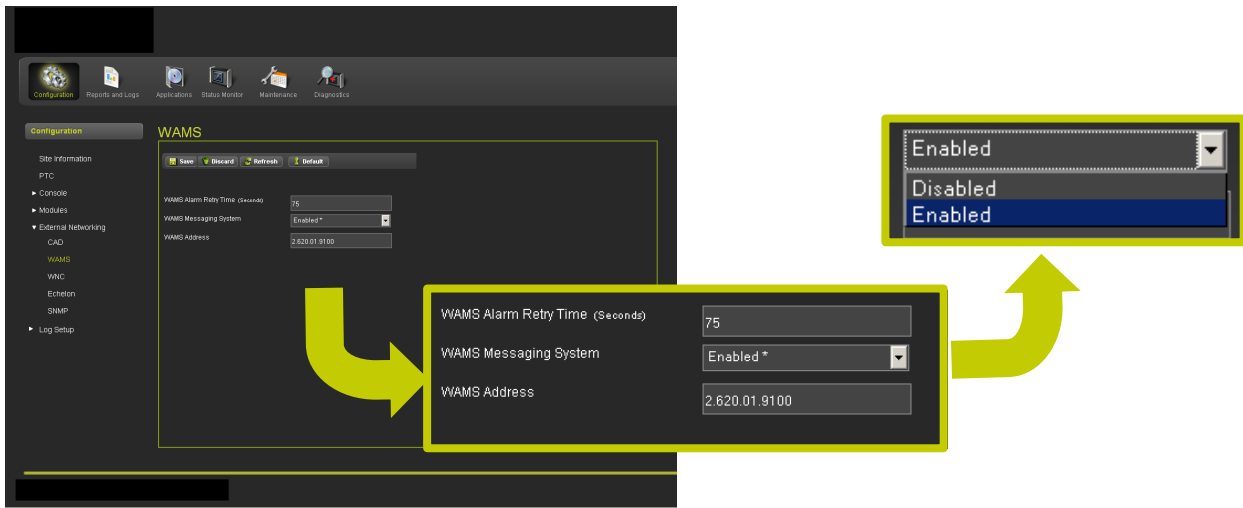 Configuration Reports and Logs Applications Status Monitor Maintenance Diagnostics
Configuration
Site Information
PTC
Console
Modules
External Networking
CAD
WAMS
WNC
Echelon
SNMP
Log Setup
WAMS
Save Discard Refresh Default
WAMS Alarm Retry Time (Seconds) 75
WAMS Messaging System Enabled *
WAMS Address 2.620.01.9100
WAMS Alarm Retry Time (Seconds) 75
WAMS Messaging System Enabled *
WAMS Address 2.620.01.9100
Enabled
Disabled
Enabled